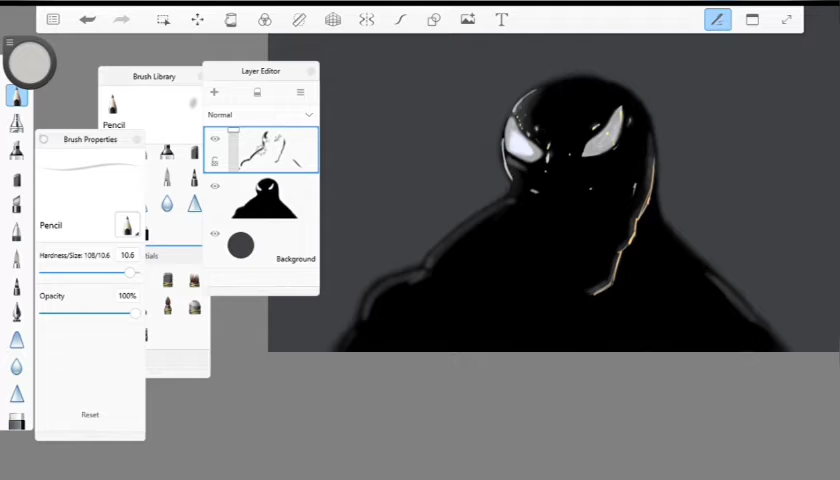 T
Brush Library
Pencil
Layer Editor
Normal
Background
Brush Properties
Pencil
Hardness/Size: 108/10.6 10.6
Opacity 100%
Reset
tials